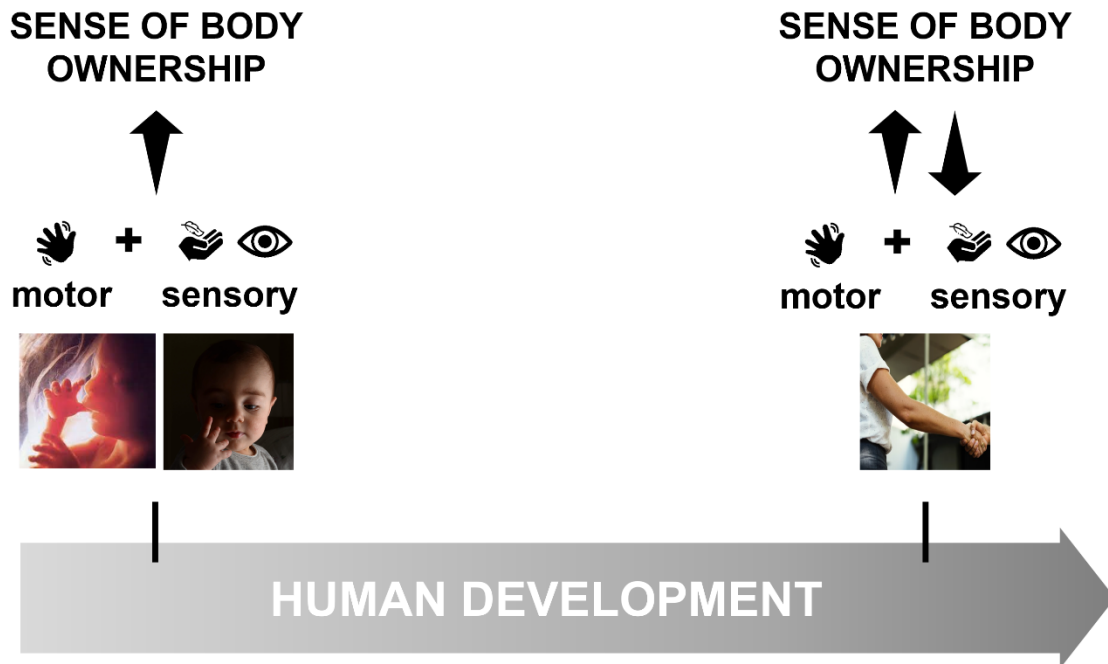 SENSE OF BODY
OWNERSHIP
+
motor sensory
SENSE OF BODY
OWNERSHIP
+
motor sensory
HUMAN DEVELOPMENT